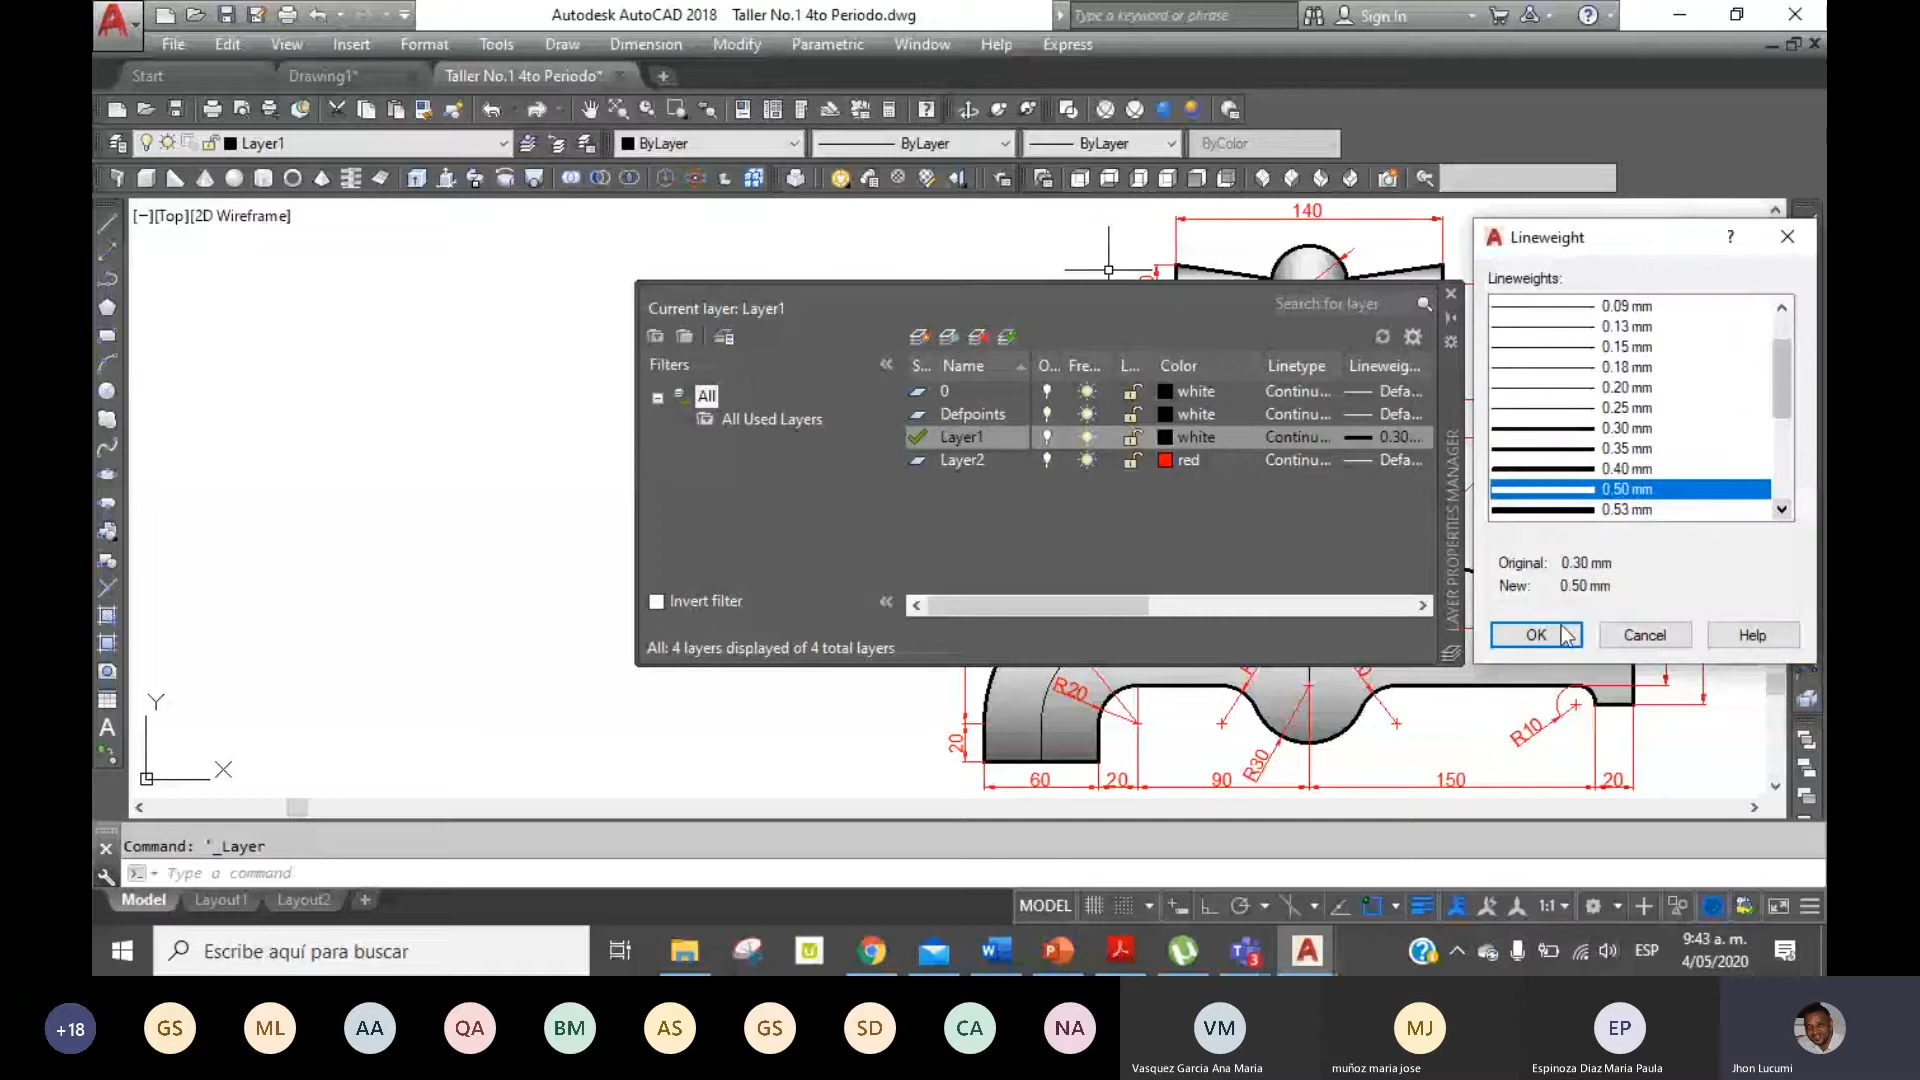 Autodesk AutoCAD 2018 Taller No.1 4to Periodo.dwg
Type a keyword or phrase
Sign In
File Edit View Insert Format Tools Draw Dimension Modify Parametric Window Help Express
Start Drawing1* Taller No.1 4to Periodo*
Layer1 ByLayer ByLayer ByLayer ByColor
[−][Top][2D Wireframe]
140
Lineweight
Lineweights:
0.09 mm
0.13 mm
0.15 mm
0.18 mm
0.20 mm
0.25 mm
0.30 mm
0.35 mm
0.40 mm
0.50 mm
0.53 mm
Original: 0.30 mm
New: 0.50 mm
OK Cancel Help
Current layer: Layer1
Search for layer
Filters
All
All Used Layers
S... Name O... Fre... L... Color Linetype Lineweig...
0 white Continu... Defa...
Defpoints white Continu... Defa...
Layer1 white Continu... 0.30...
Layer2 red Continu... Defa...
Invert filter
All: 4 layers displayed of 4 total layers
LAYER PROPERTIES MANAGER
R20
R10
R30
20
60 20 90 150 20
Y
X
Command: '_Layer
Type a command
Model Layout1 Layout2
MODEL 1:1
Escribe aquí para buscar
ESP
9:43 a. m.
4/05/2020
+18 GS ML AA QA BM AS GS SD CA NA VM MJ EP
Vasquez Garcia Ana Maria muñoz maria jose Espinoza Diaz Maria Paula Jhon Lucumi